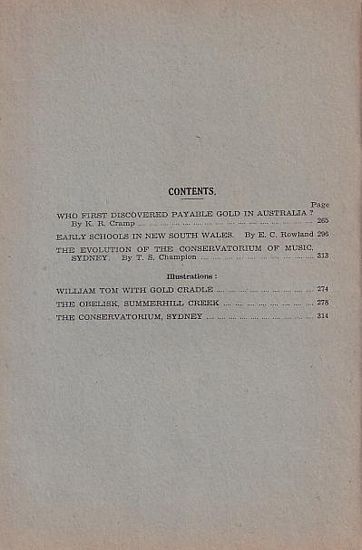 CONTENTS.
Page
WHO FIRST DISCOVERED PAYABLE GOLD IN AUSTRALIA?
By K. R. Cramp ... ... ... ... ... ... ... ... ... 265
EARLY SCHOOLS IN NEW SOUTH WALES. By E. C. Rowland 296
THE EVOLUTION OF THE CONSERVATORIUM OF MUSIC,
SYDNEY. By T. S. Champion ... ... ... ... ... ... 313
Illustrations:
WILLIAM TOM WITH GOLD CRADLE ... ... ... ... ... 274
THE OBELISK, SUMMERHILL CREEK ... ... ... ... ... 278
THE CONSERVATORIUM, SYDNEY ... ... ... ... ... ... 314